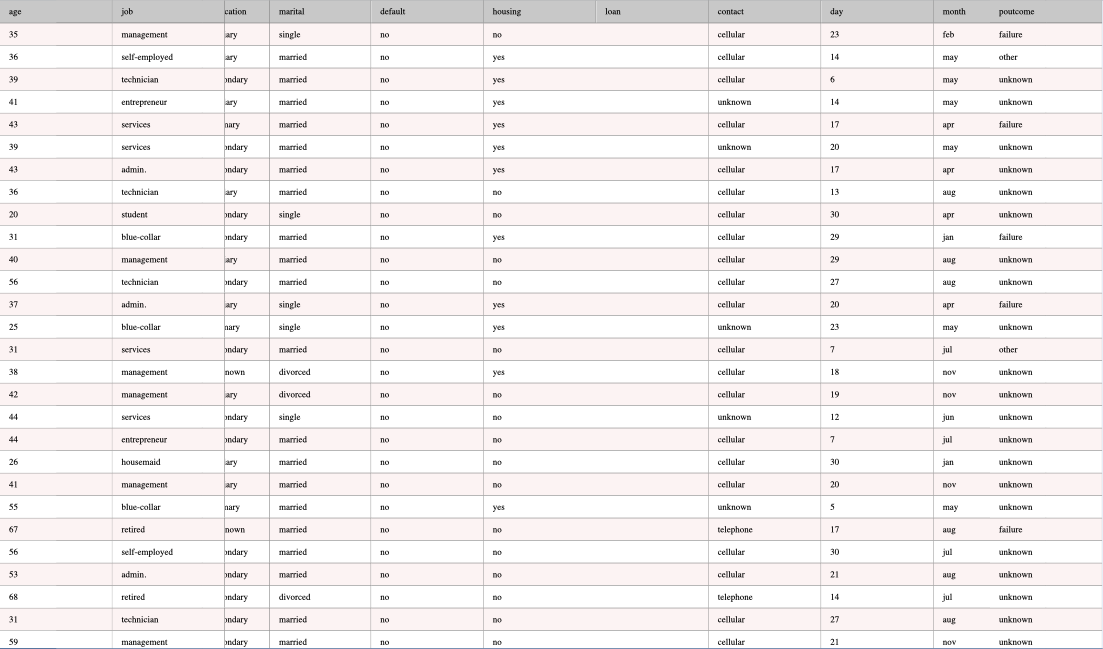 age job cation marital default housing loan contact day month poutcome
35 management ary single no no cellular 23 feb failure
36 self-employed ary married no yes cellular 14 may other
39 technician ondary married no yes cellular 6 may unknown
41 entrepreneur ary married no yes unknown 14 may unknown
43 services nary married no yes cellular 17 apr failure
39 services ondary married no yes unknown 20 may unknown
43 admin. ondary married no yes cellular 17 apr unknown
36 technician ary married no no cellular 13 aug unknown
20 student ondary single no no cellular 30 apr unknown
31 blue-collar ondary married no yes cellular 29 jan failure
40 management ary married no no cellular 29 aug unknown
56 technician ondary married no no cellular 27 aug unknown
37 admin. ary single no yes cellular 20 apr failure
25 blue-collar nary single no yes unknown 23 may unknown
31 services ondary married no no cellular 7 jul other
38 management nown divorced no yes cellular 18 nov unknown
42 management ary divorced no no cellular 19 nov unknown
44 services ondary single no no unknown 12 jun unknown
44 entrepreneur ondary married no no cellular 7 jul unknown
26 housemaid ary married no no cellular 30 jan unknown
41 management ary married no no cellular 20 nov unknown
55 blue-collar nary married no yes unknown 5 may unknown
67 retired nown married no no telephone 17 aug failure
56 self-employed ondary married no no cellular 30 jul unknown
53 admin. ondary married no no cellular 21 aug unknown
68 retired ondary divorced no no telephone 14 jul unknown
31 technician ondary married no no cellular 27 aug unknown
59 management ondary married no no cellular 21 nov unknown